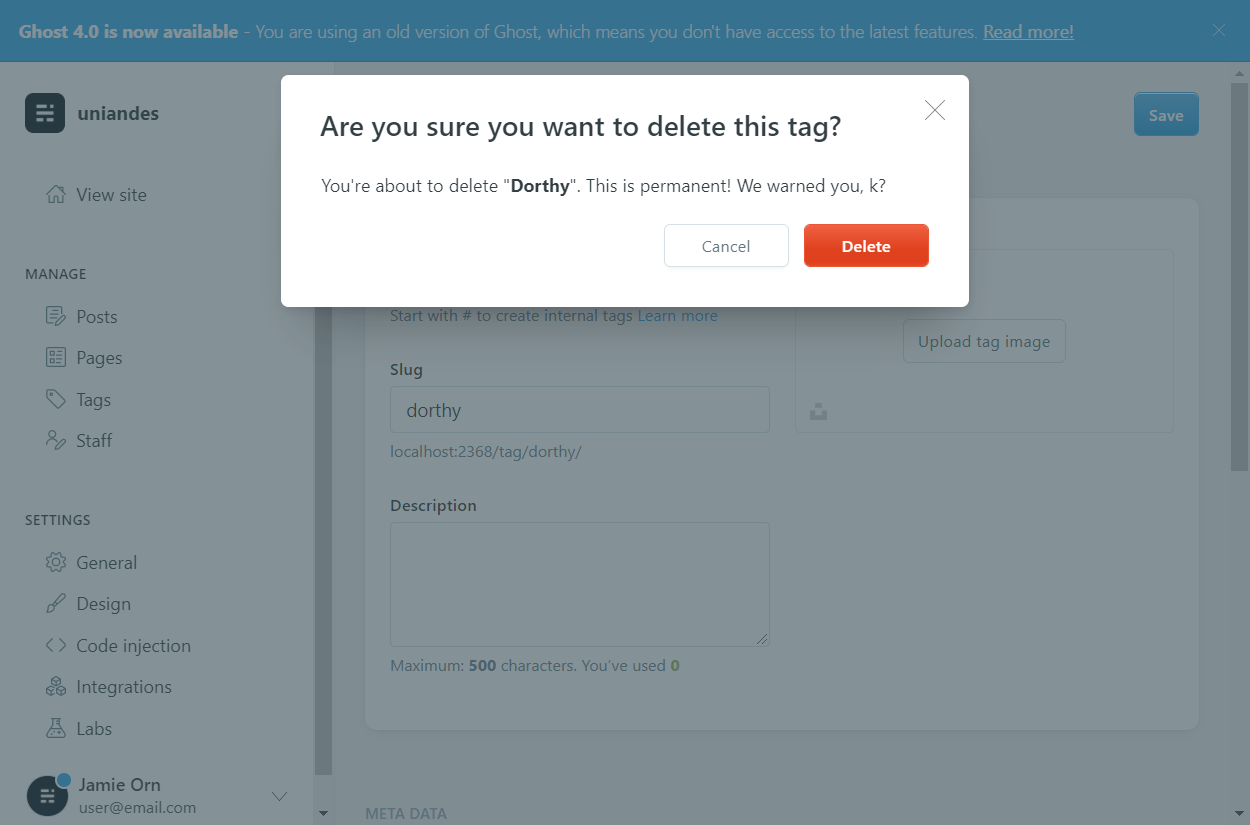 Ghost 4.0 is now available - You are using an old version of Ghost, which means you don't have access to the latest features. Read more!
uniandes
View site
MANAGE
Posts
Pages
Tags
Staff
SETTINGS
General
Design
Code injection
Integrations
Labs
Jamie Orn
user@email.com
Save
Are you sure you want to delete this tag?
You're about to delete "Dorthy". This is permanent! We warned you, k?
Cancel
Delete
Start with # to create internal tags Learn more
Upload tag image
Slug
dorthy
localhost:2368/tag/dorthy/
Description
Maximum: 500 characters. You've used 0
META DATA